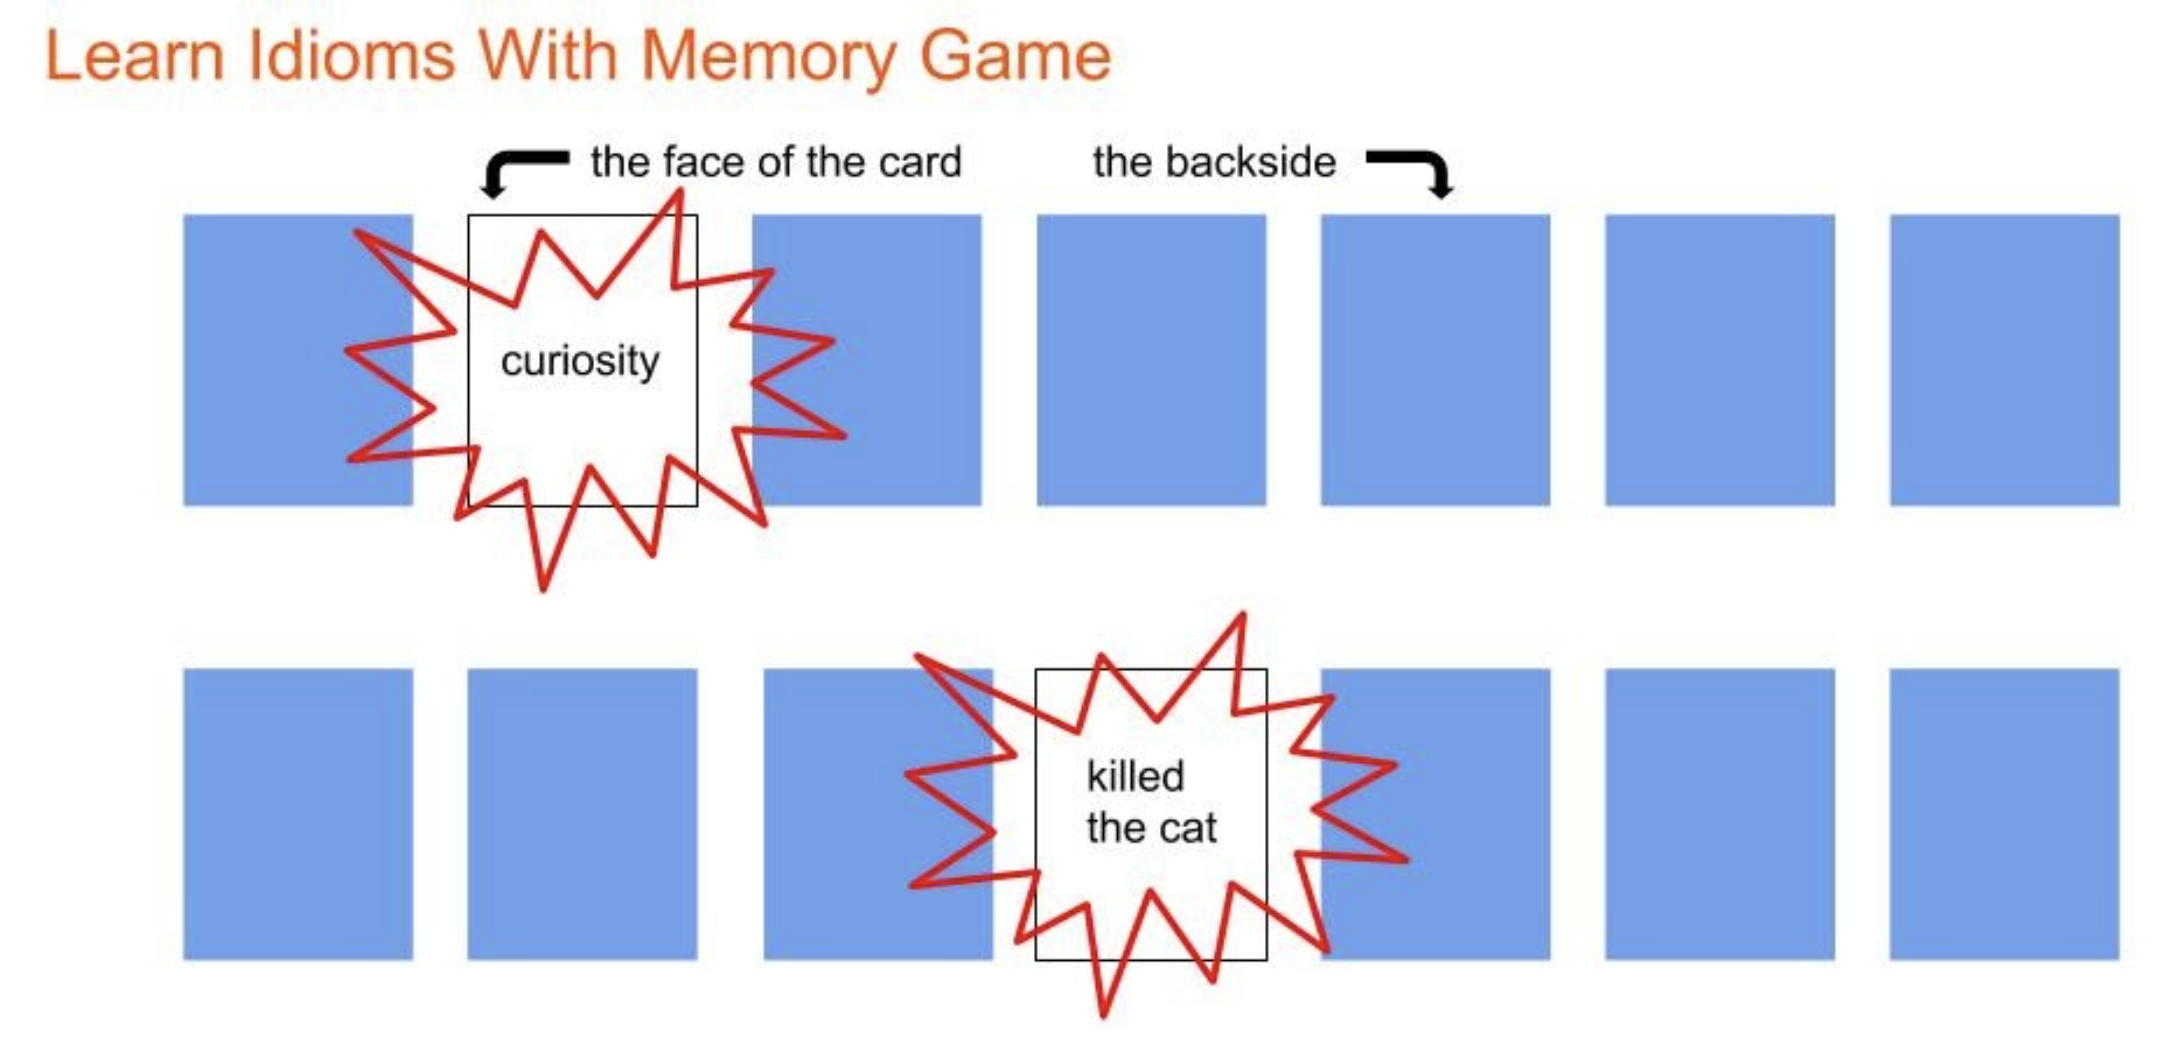 Learn Idioms With Memory Game
the face of the card
the backside
curiosity
killed
the cat